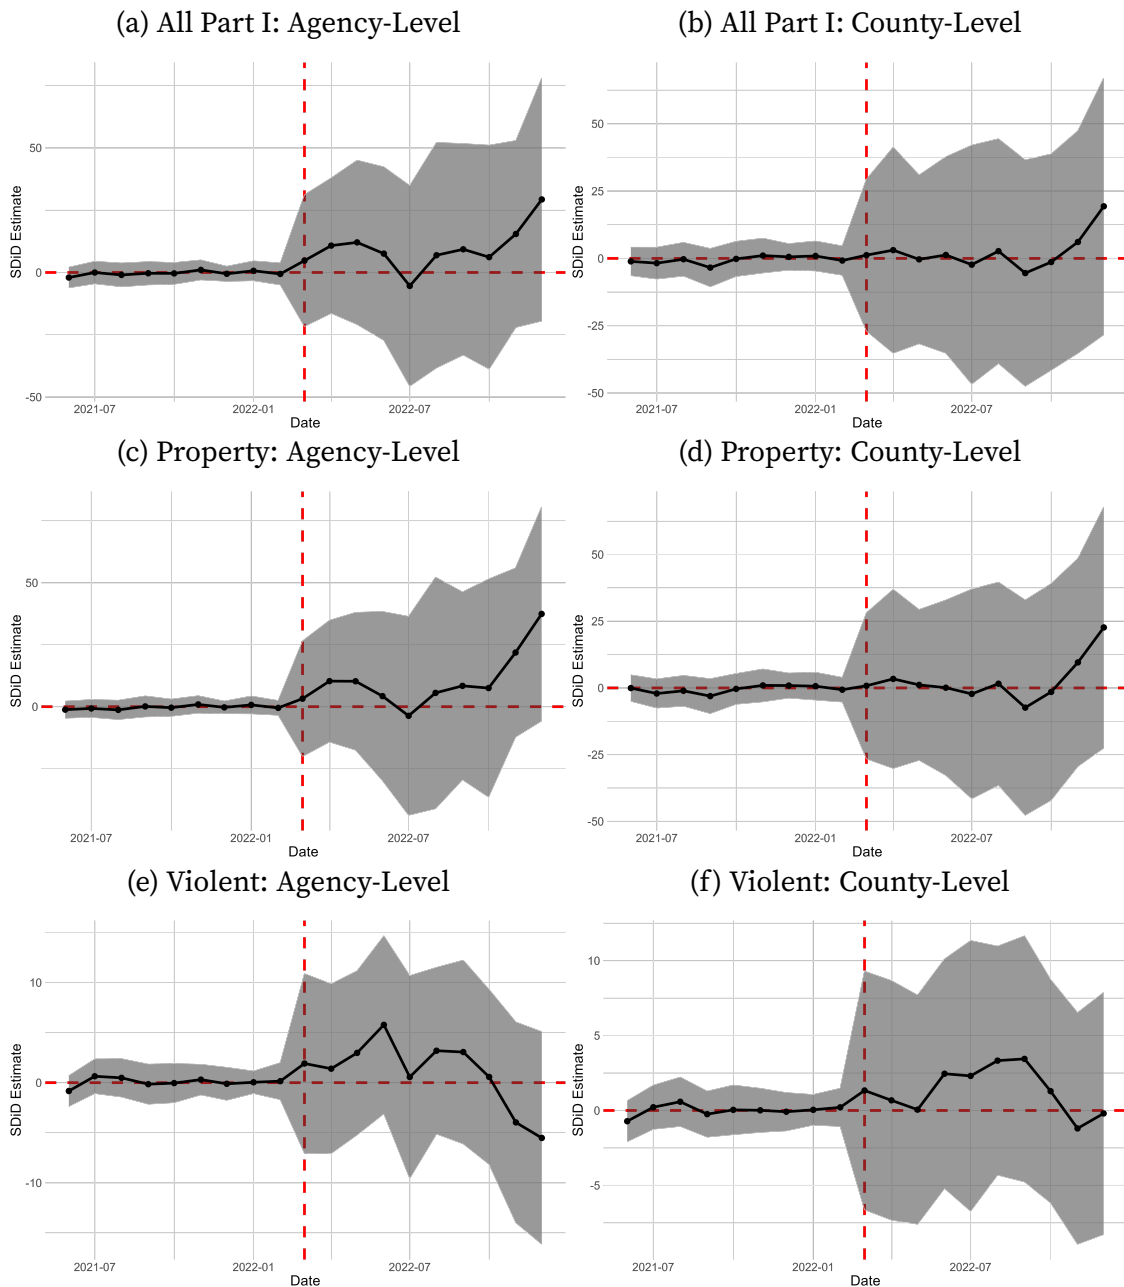 (a) All Part I: Agency-Level
(b) All Part I: County-Level
SDiD Estimate
50
0
-50
2021-07
2022-01
2022-07
Date
SDiD Estimate
50
25
0
-25
-50
2021-07
2022-01
2022-07
Date
(c) Property: Agency-Level
(d) Property: County-Level
SDiD Estimate
50
0
2021-07
2022-01
2022-07
Date
SDiD Estimate
50
25
0
-25
-50
2021-07
2022-01
2022-07
Date
(e) Violent: Agency-Level
(f) Violent: County-Level
SDiD Estimate
10
0
-10
2021-07
2022-01
2022-07
Date
SDiD Estimate
10
5
0
-5
2021-07
2022-01
2022-07
Date